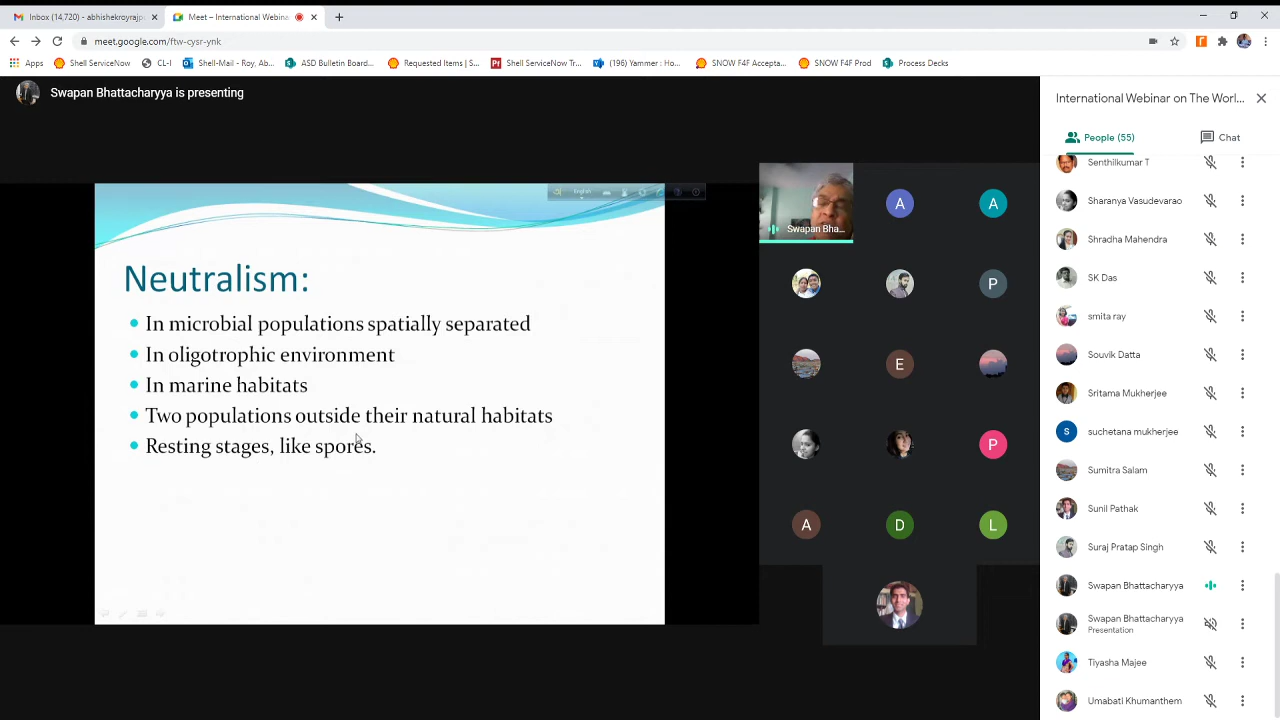 Inbox (14,720) - abhishekroyrajp
Meet – International Webina
meet.google.com/ftw-cysr-ynk
Apps
Shell ServiceNow
CL-I
Shell-Mail - Roy, Ab...
ASD Bulletin Board...
Requested Items | S...
Shell ServiceNow Tr...
(196) Yammer : Ho...
SNOW F4F Accepta...
SNOW F4F Prod
Process Decks
Swapan Bhattacharyya is presenting
International Webinar on The Worl...
People (55)
Chat
English
Neutralism:
In microbial populations spatially separated
In oligotrophic environment
In marine habitats
Two populations outside their natural habitats
Resting stages, like spores.
Swapan Bha...
A
A
P
E
P
A
D
L
Senthilkumar T
Sharanya Vasudevarao
Shradha Mahendra
SK Das
smita ray
Souvik Datta
Sritama Mukherjee
s
suchetana mukherjee
Sumitra Salam
Sunil Pathak
Suraj Pratap Singh
Swapan Bhattacharyya
Swapan Bhattacharyya
Presentation
Tiyasha Majee
Umabati Khumanthem